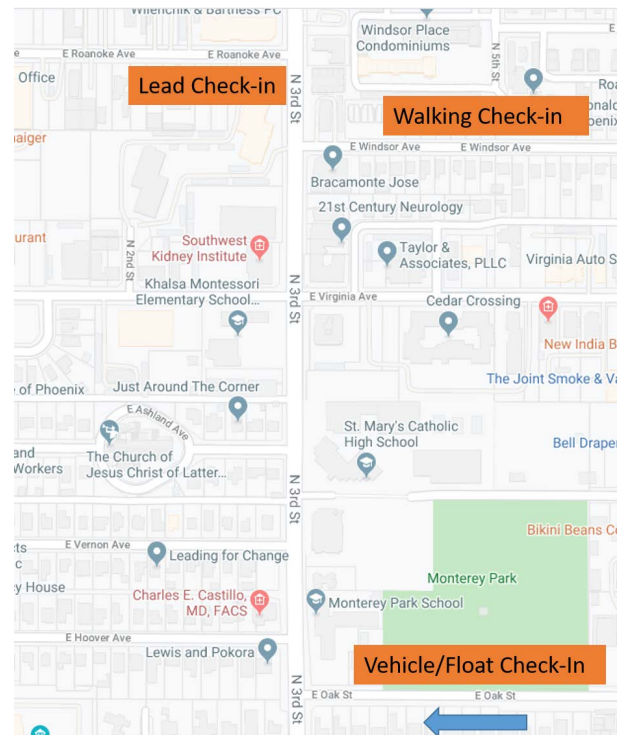 Wilenchik & Bartness PC
E Roanoke Ave
E Roanoke Ave
E Roanoke Ave
Office
Lead Check-in
N 3rd St
Windsor Place
Condominiums
N 5th St
Walking Check-in
E Windsor Ave
E Windsor Ave
Bracamonte Jose
21st Century Neurology
Southwest
Kidney Institute
N 2nd St
Taylor &
Associates, PLLC
Virginia Auto S
Khalsa Montessori
Elementary School...
N 3rd St
E Virginia Ave
Cedar Crossing
New India B
e of Phoenix
Just Around The Corner
The Joint Smoke & Va
E Ashland Ave
St. Mary's Catholic
High School
Bell Draper
and
Workers
The Church of
Jesus Christ of Latter...
N 3rd St
E Vernon Ave
Leading for Change
Bikini Beans Co
cy House
Charles E. Castillo,
MD, FACS
Monterey Park
Monterey Park School
E Hoover Ave
Lewis and Pokora
Vehicle/Float Check-In
N 3rd St
E Oak St
E Oak St